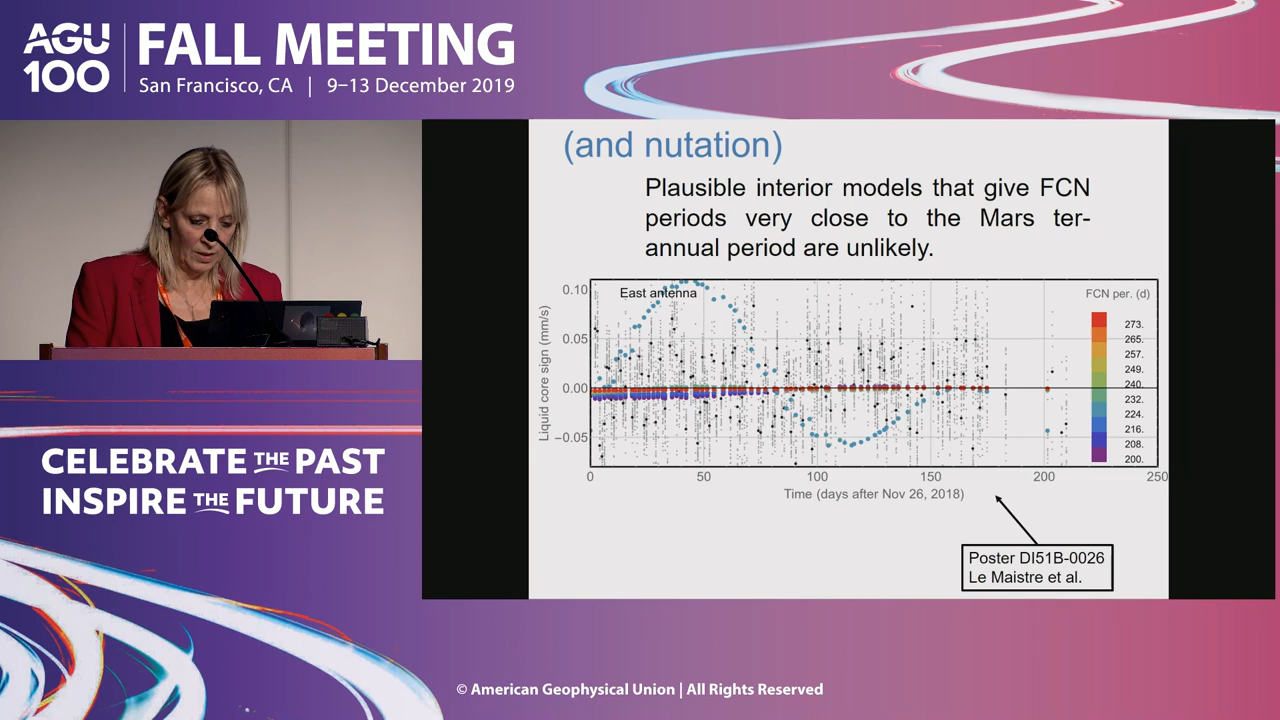 AGU
100
FALL MEETING
San Francisco, CA | 9–13 December 2019
(and nutation)
Plausible interior models that give FCN
periods very close to the Mars ter-
annual period are unlikely.
East antenna
FCN per. (d)
Liquid core sign (mm/s)
0.10
0.05
0.00
−0.05
273.
265.
257.
249.
240.
232.
224.
216.
208.
200.
0 50 100 150 200 250
Time (days after Nov 26, 2018)
Poster DI51B-0026
Le Maistre et al.
CELEBRATE THE PAST
INSPIRE THE FUTURE
© American Geophysical Union | All Rights Reserved